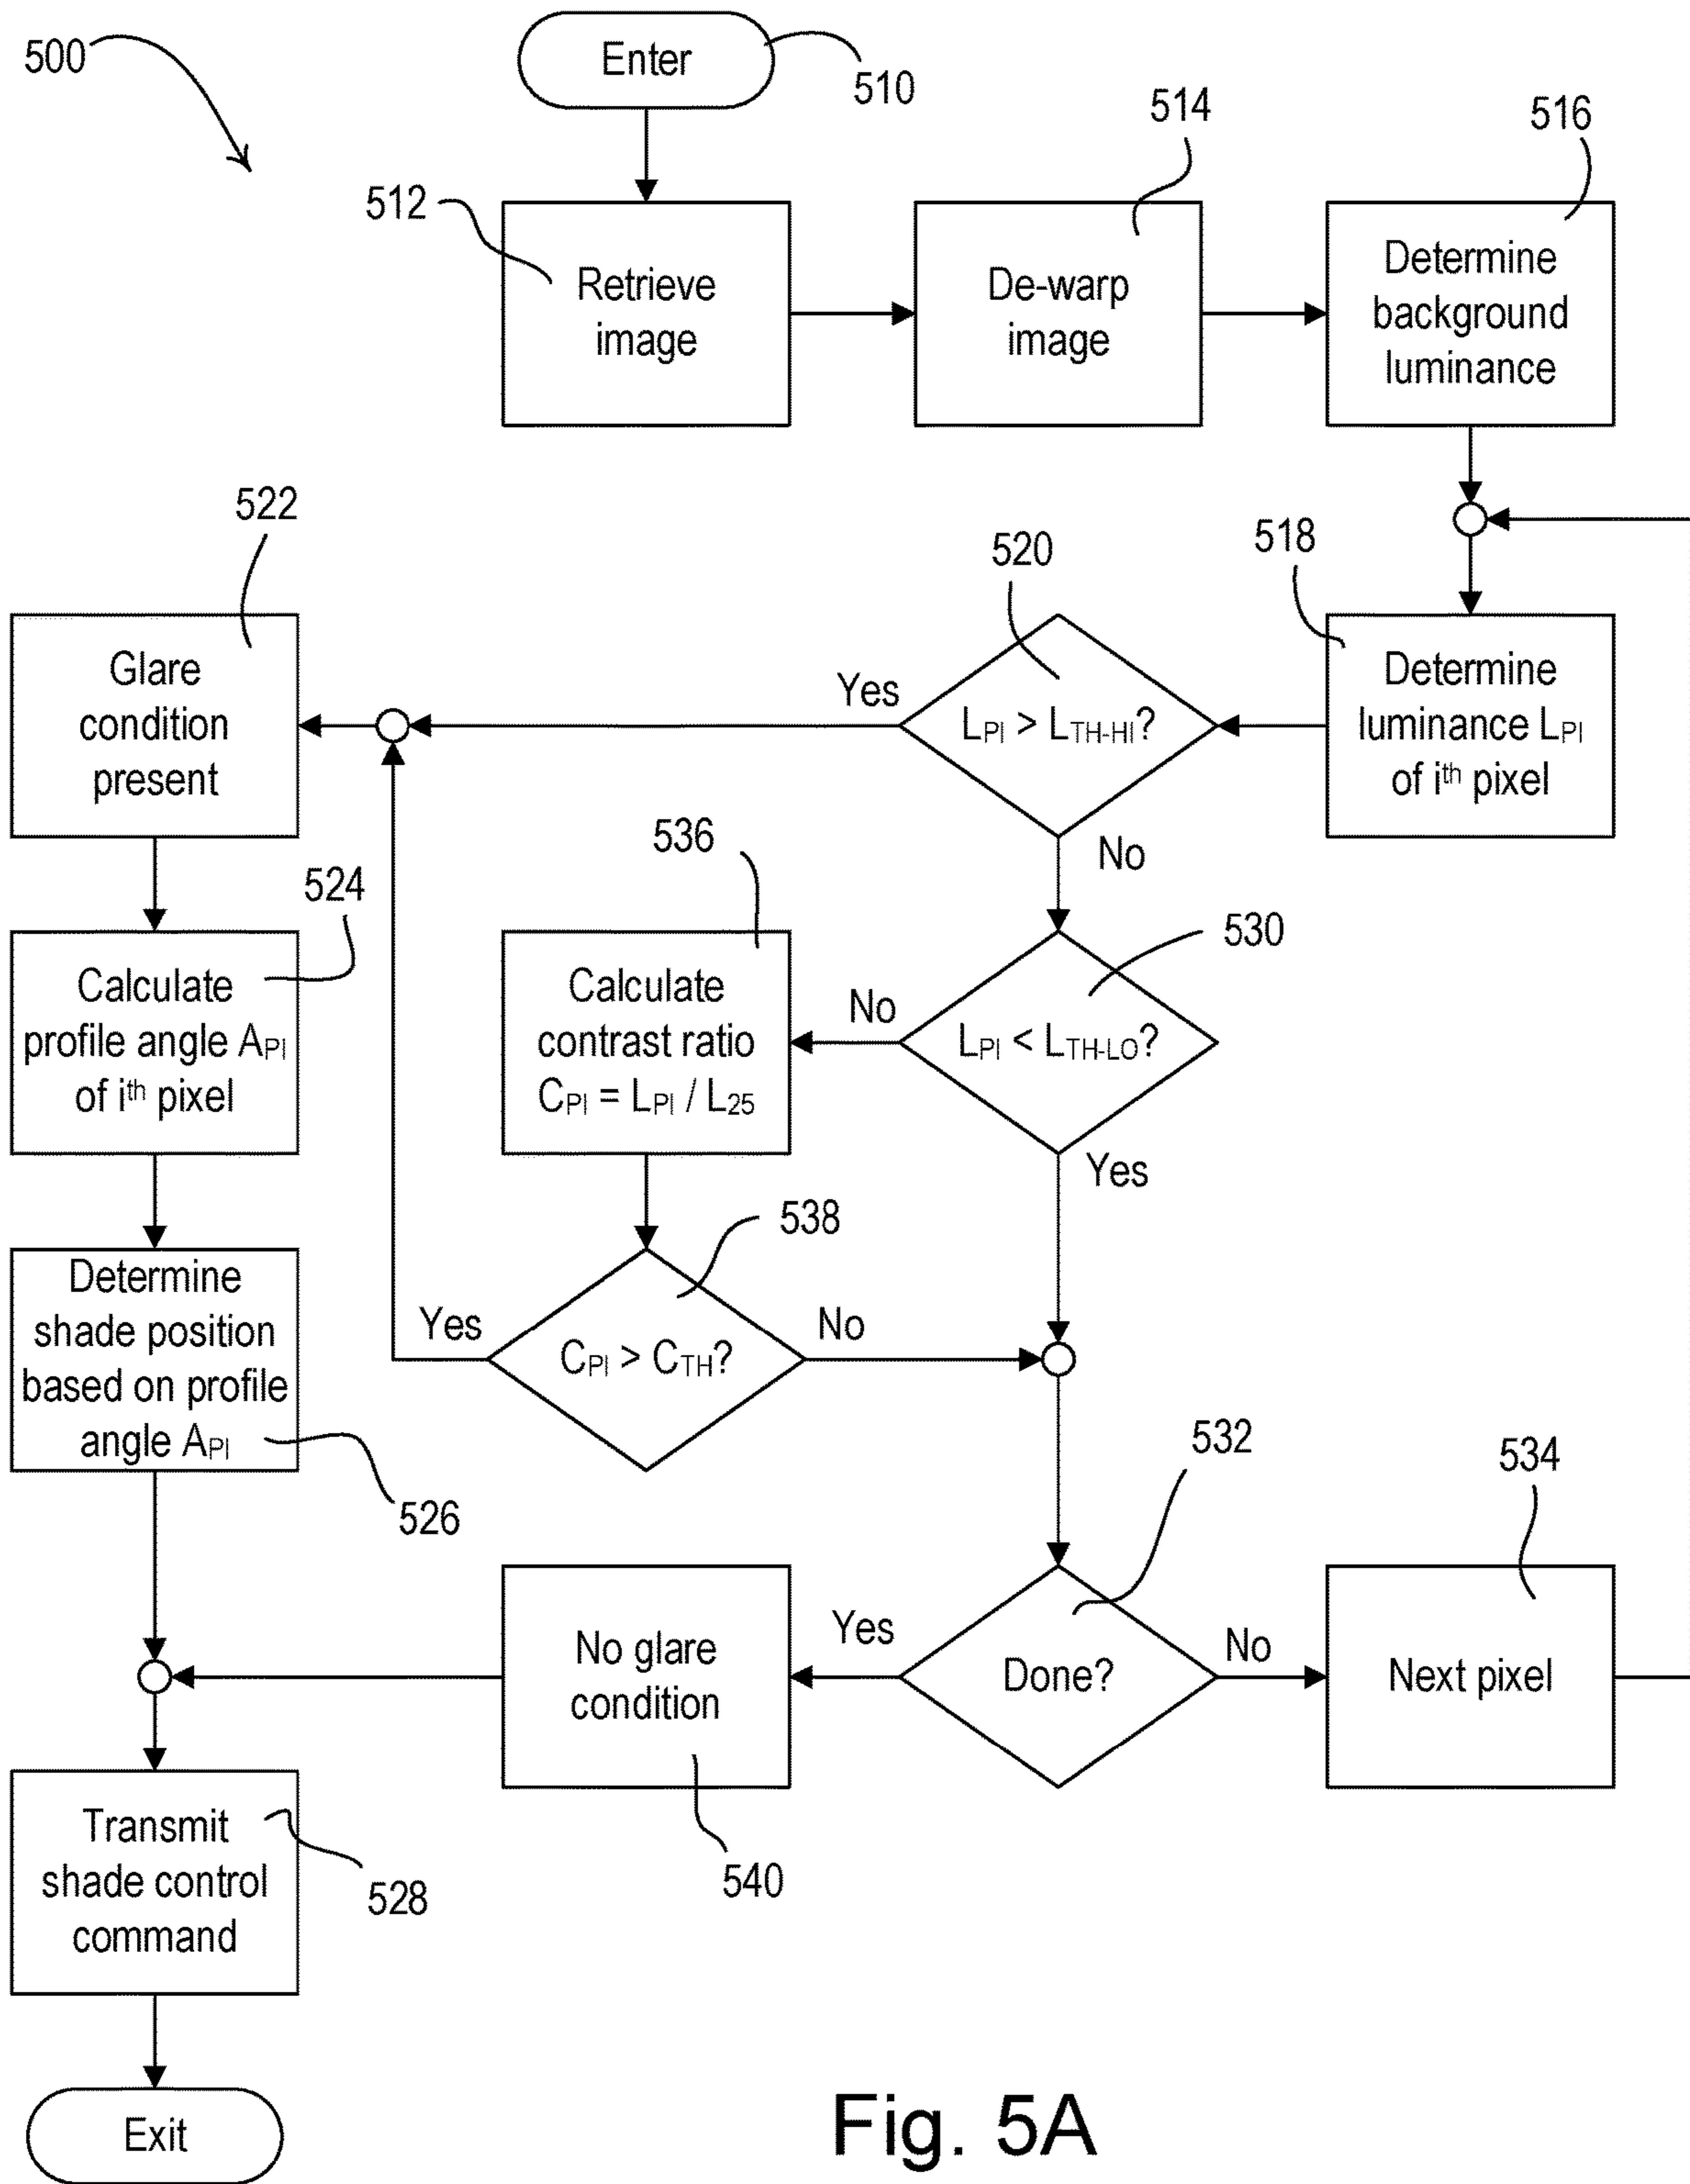 500
Enter
510
512
Retrieve
image
514
De-warp
image
516
Determine
background
luminance
518
Determine
luminance LPI
of ith pixel
520
LPI > LTH-HI?
Yes
No
522
Glare
condition
present
524
Calculate
profile angle API
of ith pixel
536
Calculate
contrast ratio
CPI = LPI / L25
530
LPI < LTH-LO?
No
Yes
538
CPI > CTH?
Yes
No
Determine
shade position
based on profile
angle API
526
532
Done?
Yes
No
534
Next pixel
No glare
condition
540
Transmit
shade control
command
528
Exit
Fig. 5A